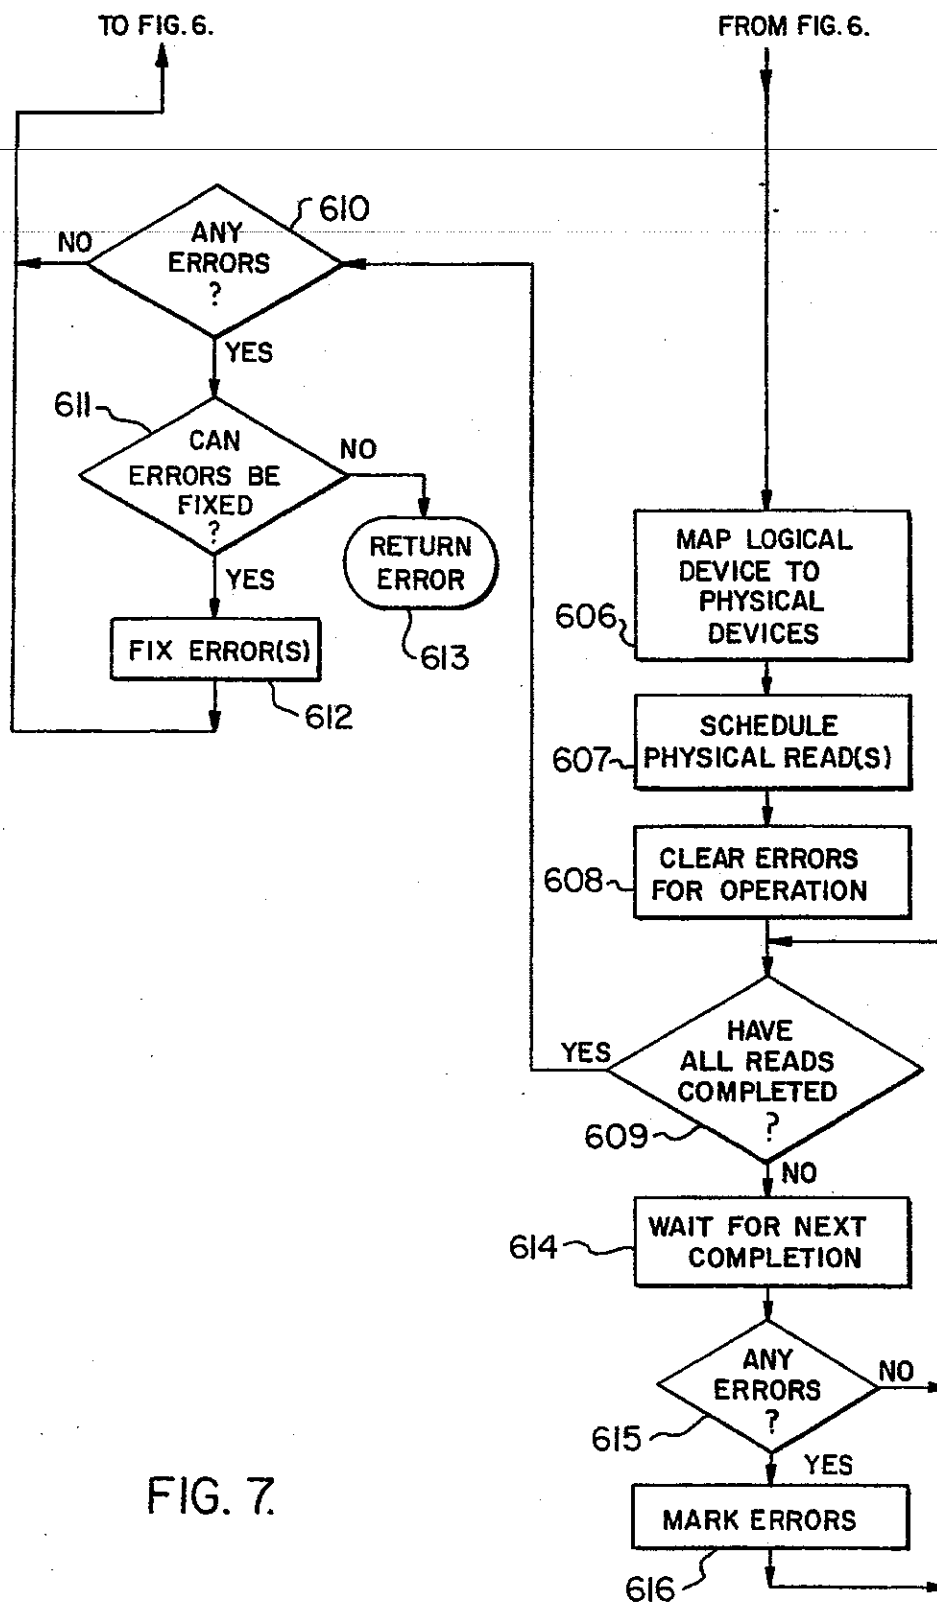 TO FIG. 6.
FROM FIG. 6.
610
ANY
ERRORS
?
NO
YES
611
CAN
ERRORS BE
FIXED
?
NO
YES
RETURN
ERROR
613
FIX ERROR(S)
612
MAP LOGICAL
DEVICE TO
PHYSICAL
DEVICES
606
SCHEDULE
PHYSICAL READ(S)
607
CLEAR ERRORS
FOR OPERATION
608
HAVE
ALL READS
COMPLETED
?
YES
609
NO
WAIT FOR NEXT
COMPLETION
614
ANY
ERRORS
?
NO
615
YES
MARK ERRORS
616
FIG. 7.